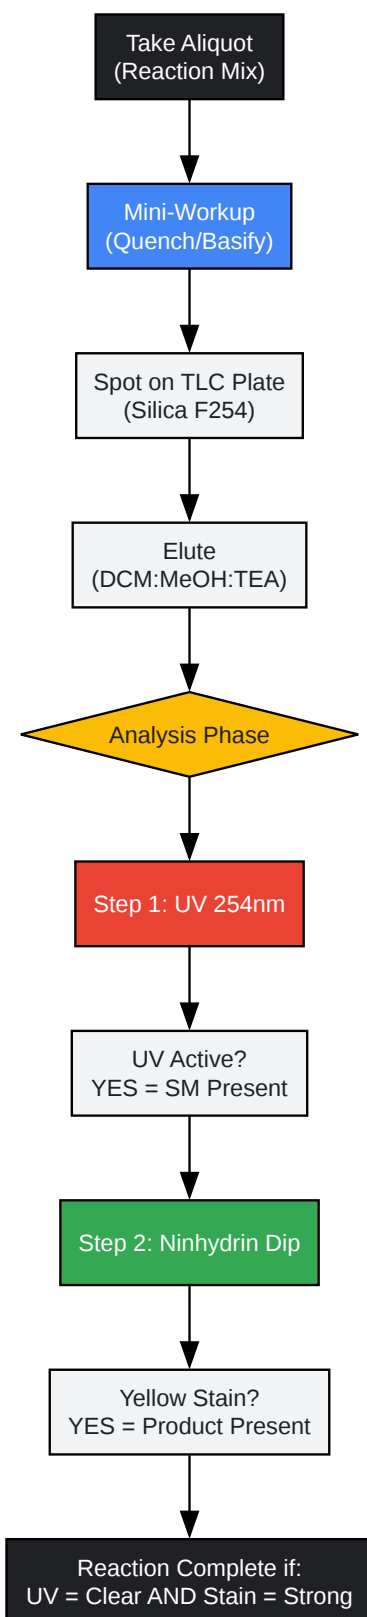 Take Aliquot
(Reaction Mix)
Mini-Workup
(Quench/Basify)
Spot on TLC Plate
(Silica F254)
Elute
(DCM:MeOH:TEA)
Analysis Phase
Step 1: UV 254nm
UV Active?
YES = SM Present
Step 2: Ninhydrin Dip
Yellow Stain?
YES = Product Present
Reaction Complete if:
UV = Clear AND Stain = Strong